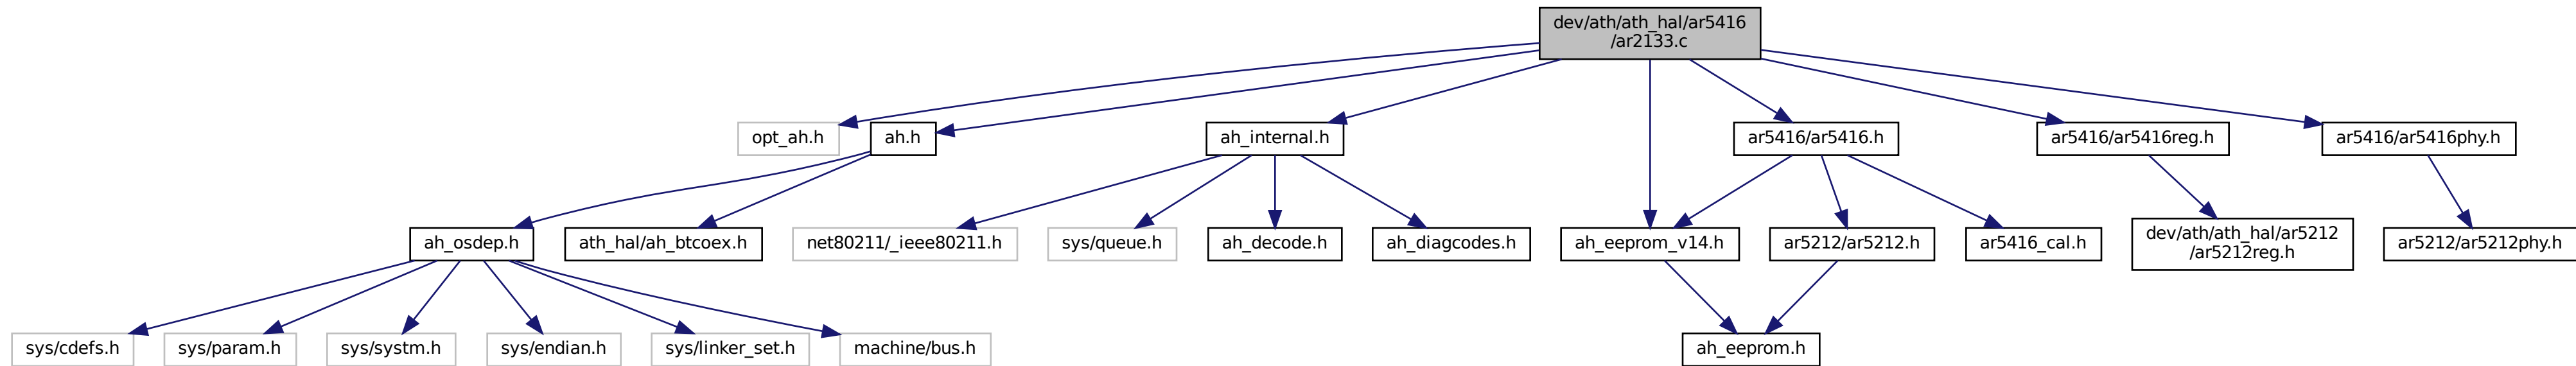 dev/ath/ath_hal/ar5416
/ar2133.c
opt_ah.h
ah.h
ah_internal.h
ar5416/ar5416.h
ar5416/ar5416reg.h
ar5416/ar5416phy.h
ah_osdep.h
ath_hal/ah_btcoex.h
net80211/_ieee80211.h
sys/queue.h
ah_decode.h
ah_diagcodes.h
ah_eeprom_v14.h
ar5212/ar5212.h
ar5416_cal.h
dev/ath/ath_hal/ar5212
/ar5212reg.h
ar5212/ar5212phy.h
sys/cdefs.h
sys/param.h
sys/systm.h
sys/endian.h
sys/linker_set.h
machine/bus.h
ah_eeprom.h